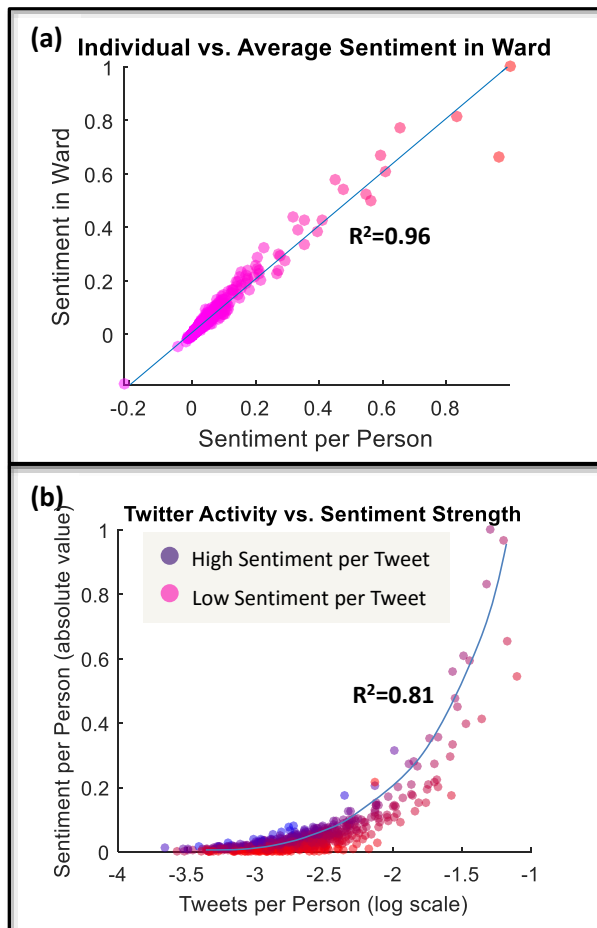 (a)
Individual vs. Average Sentiment in Ward
1
0.8
0.6
0.4
0.2
0
Sentiment in Ward
R²=0.96
-0.2
0
0.2
0.4
0.6
0.8
Sentiment per Person
(b)
Twitter Activity vs. Sentiment Strength
1
0.8
0.6
0.4
0.2
0
Sentiment per Person (absolute value)
High Sentiment per Tweet
Low Sentiment per Tweet
R²=0.81
-4
-3.5
-3
-2.5
-2
-1.5
-1
Tweets per Person (log scale)